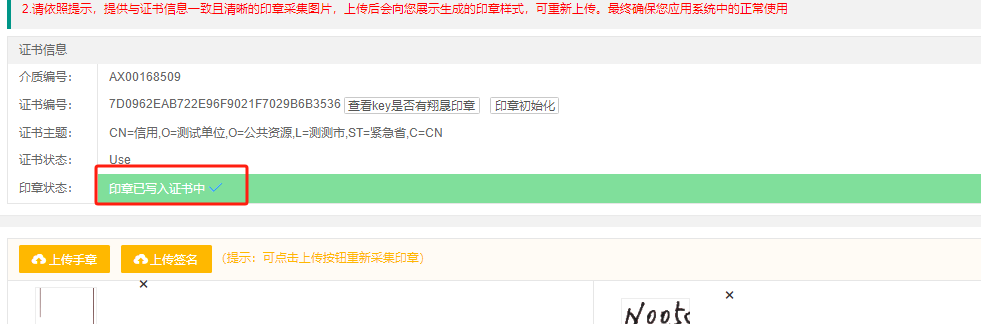 2.请依照提示，提供与证书信息一致且清晰的印章采集图片，上传后会向您展示生成的印章样式，可重新上传。最终确保您应用系统中的正常使用
证书信息
介质编号： AX00168509
证书编号： 7D0962EAB722E96F9021F7029B6B3536 查看key是否有翔晟印章 印章初始化
证书主题： CN=信用,O=测试单位,O=公共资源,L=测测市,ST=紧急省,C=CN
证书状态： Use
印章状态： 印章已写入证书中
上传手章 上传签名 （提示：可点击上传按钮重新采集印章）